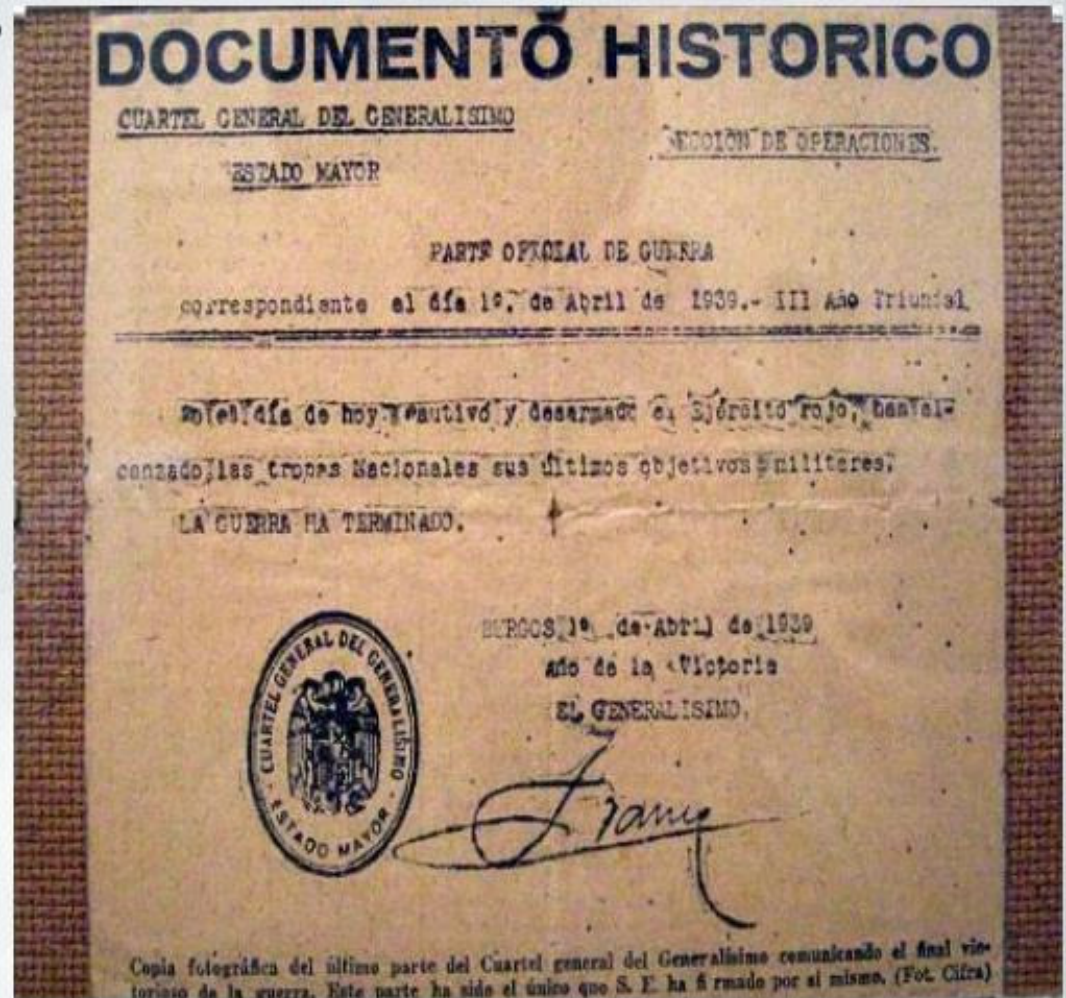 DOCUMENTO HISTORICO
CUARTEL GENERAL DEL GENERALISIMO
SECCIÓN DE OPERACIONES.
ESTADO MAYOR
PARTE OFICIAL DE GUERRA
correspondiente al día 1º. de Abril de 1939.- III Año Triunfal
En el día de hoy, cautivo y desarmado el Ejército rojo, han al-
canzado las tropas Nacionales sus últimos objetivos militares.
LA GUERRA HA TERMINADO.
BURGOS 1º de Abril de 1939
Año de la Victoria
EL GENERALISIMO.
CUARTEL GENERAL DEL GENERALISIMO
ESTADO MAYOR
Franco
Copia fotográfica del último parte del Cuartel general del Generalísimo comunicando el final vic-
torioso de la guerra. Este parte ha sido el único que S. E. ha firmado por sí mismo. (Fot. Cifra)